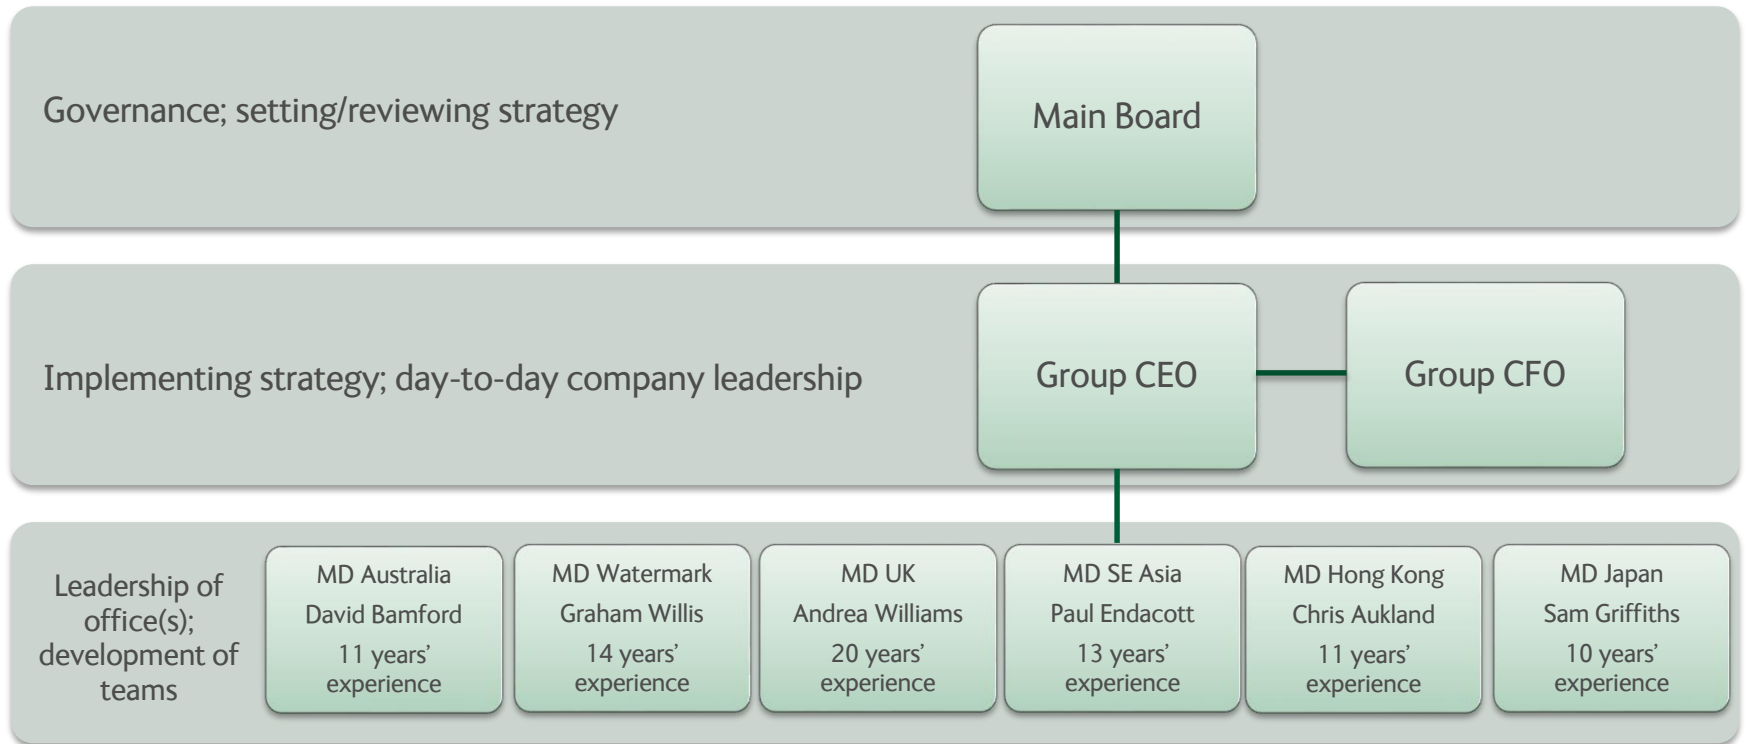 Governance; setting/reviewing strategy
Main Board
Implementing strategy; day-to-day company leadership
Group CEO
Group CFO
Leadership of
office(s);
development of
teams
MD Australia
David Bamford
11 years’
experience
MD Watermark
Graham Willis
14 years’
experience
MD UK
Andrea Williams
20 years’
experience
MD SE Asia
Paul Endacott
13 years’
experience
MD Hong Kong
Chris Aukland
11 years’
experience
MD Japan
Sam Griffiths
10 years’
experience